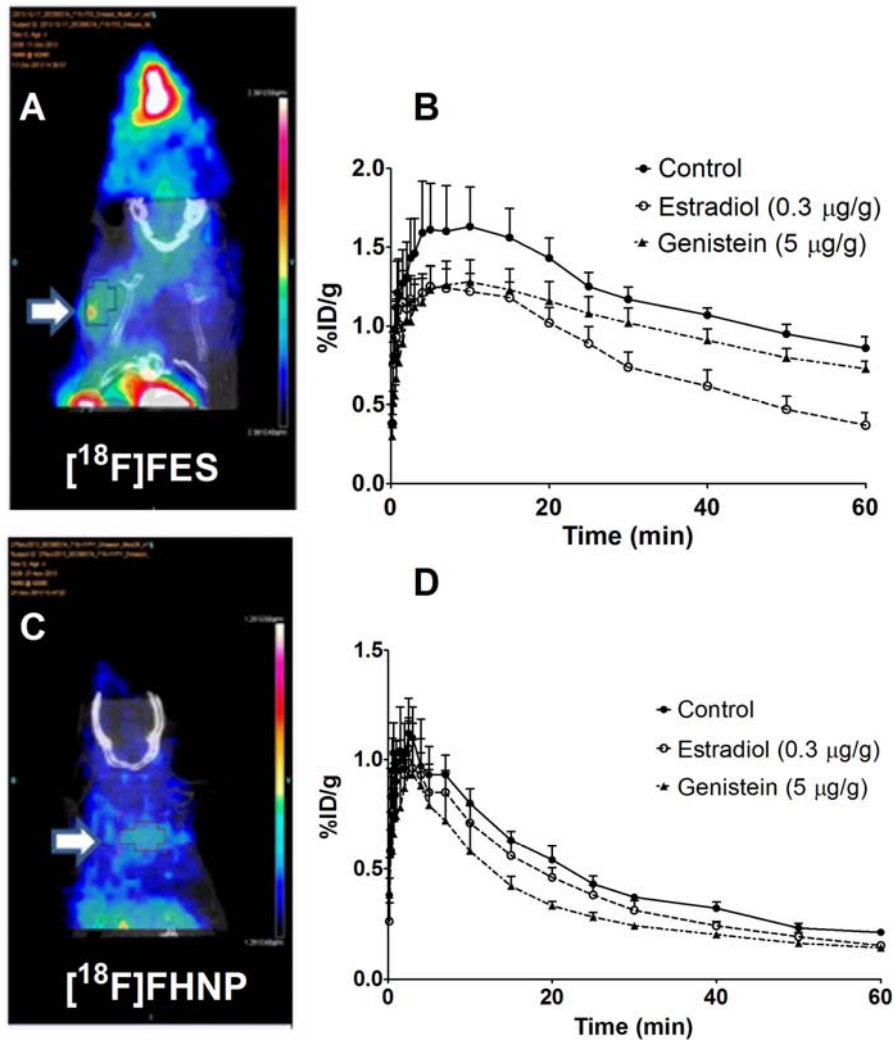 A
[¹⁸F]FES
B
Control
Estradiol (0.3 μg/g)
Genistein (5 μg/g)
2.0
1.5
1.0
0.5
0.0
%ID/g
0
20
40
60
Time (min)
C
[¹⁸F]FHNP
D
Control
Estradiol (0.3 μg/g)
Genistein (5 μg/g)
1.5
1.0
0.5
0.0
%ID/g
0
20
40
60
Time (min)